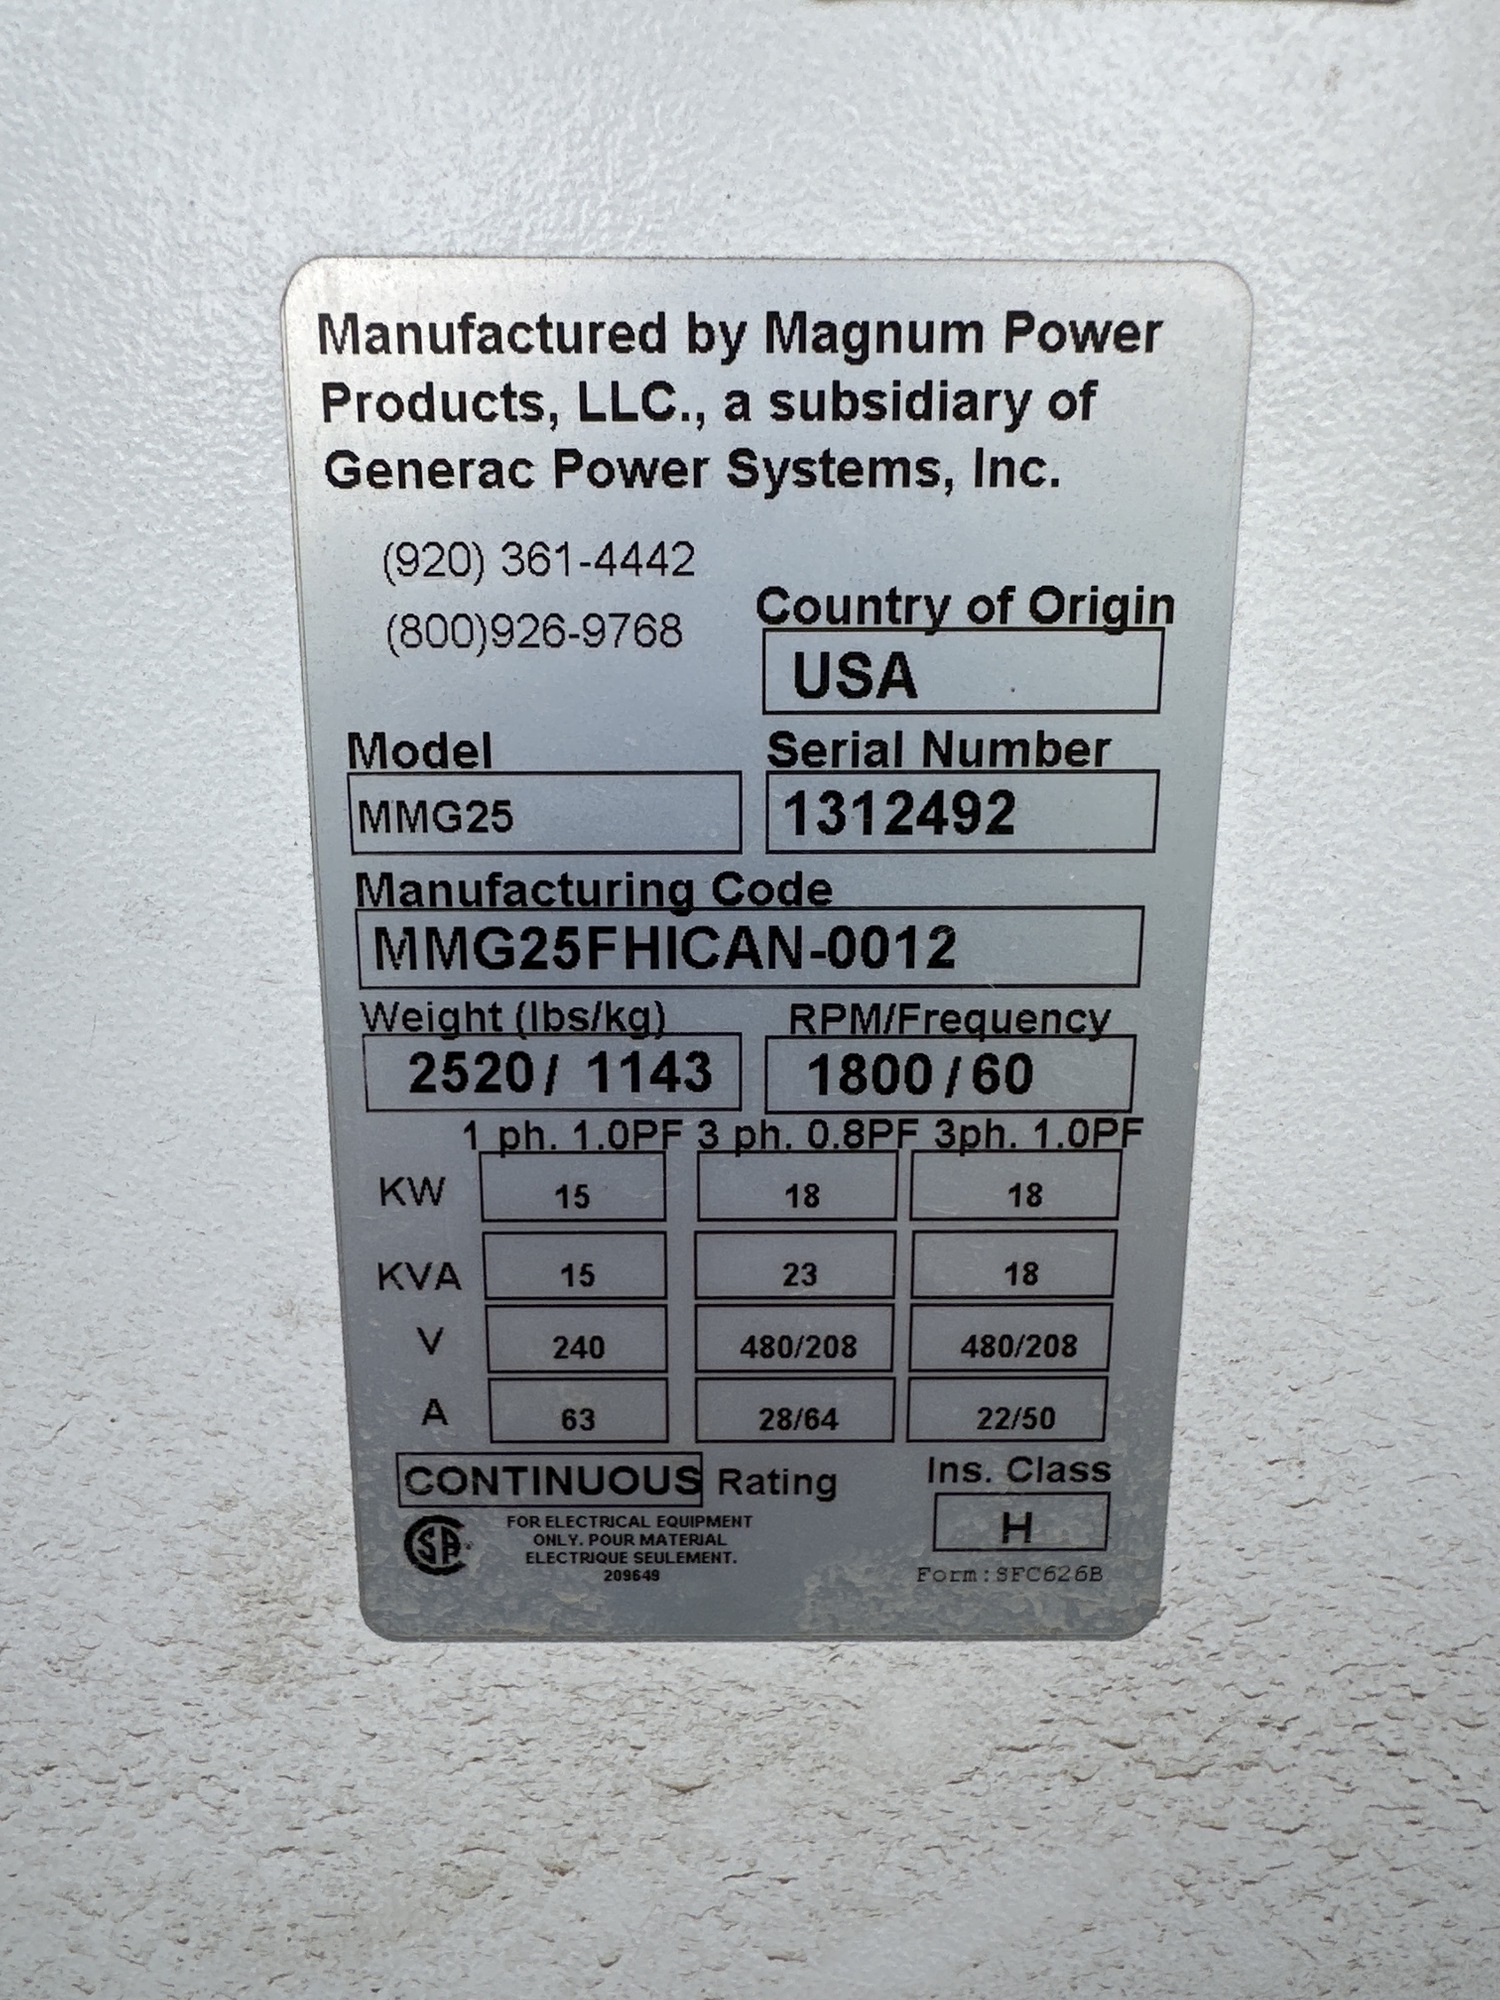 Manufactured by Magnum Power
Products, LLC., a subsidiary of
Generac Power Systems, Inc.
(920) 361-4442
(800)926-9768
Country of Origin
USA
Model
MMG25
Serial Number
1312492
Manufacturing Code
MMG25FHICAN-0012
Weight (lbs/kg)
2520/ 1143
RPM/Frequency
1800/60
1 ph. 1.0PF 3 ph. 0.8PF 3ph. 1.0PF
KW 15 18 18
KVA 15 23 18
V 240 480/208 480/208
A 63 28/64 22/50
CONTINUOUS Rating
Ins. Class
H
SA
FOR ELECTRICAL EQUIPMENT
ONLY. POUR MATERIAL
ELECTRIQUE SEULEMENT.
209649
Form:SFC626B